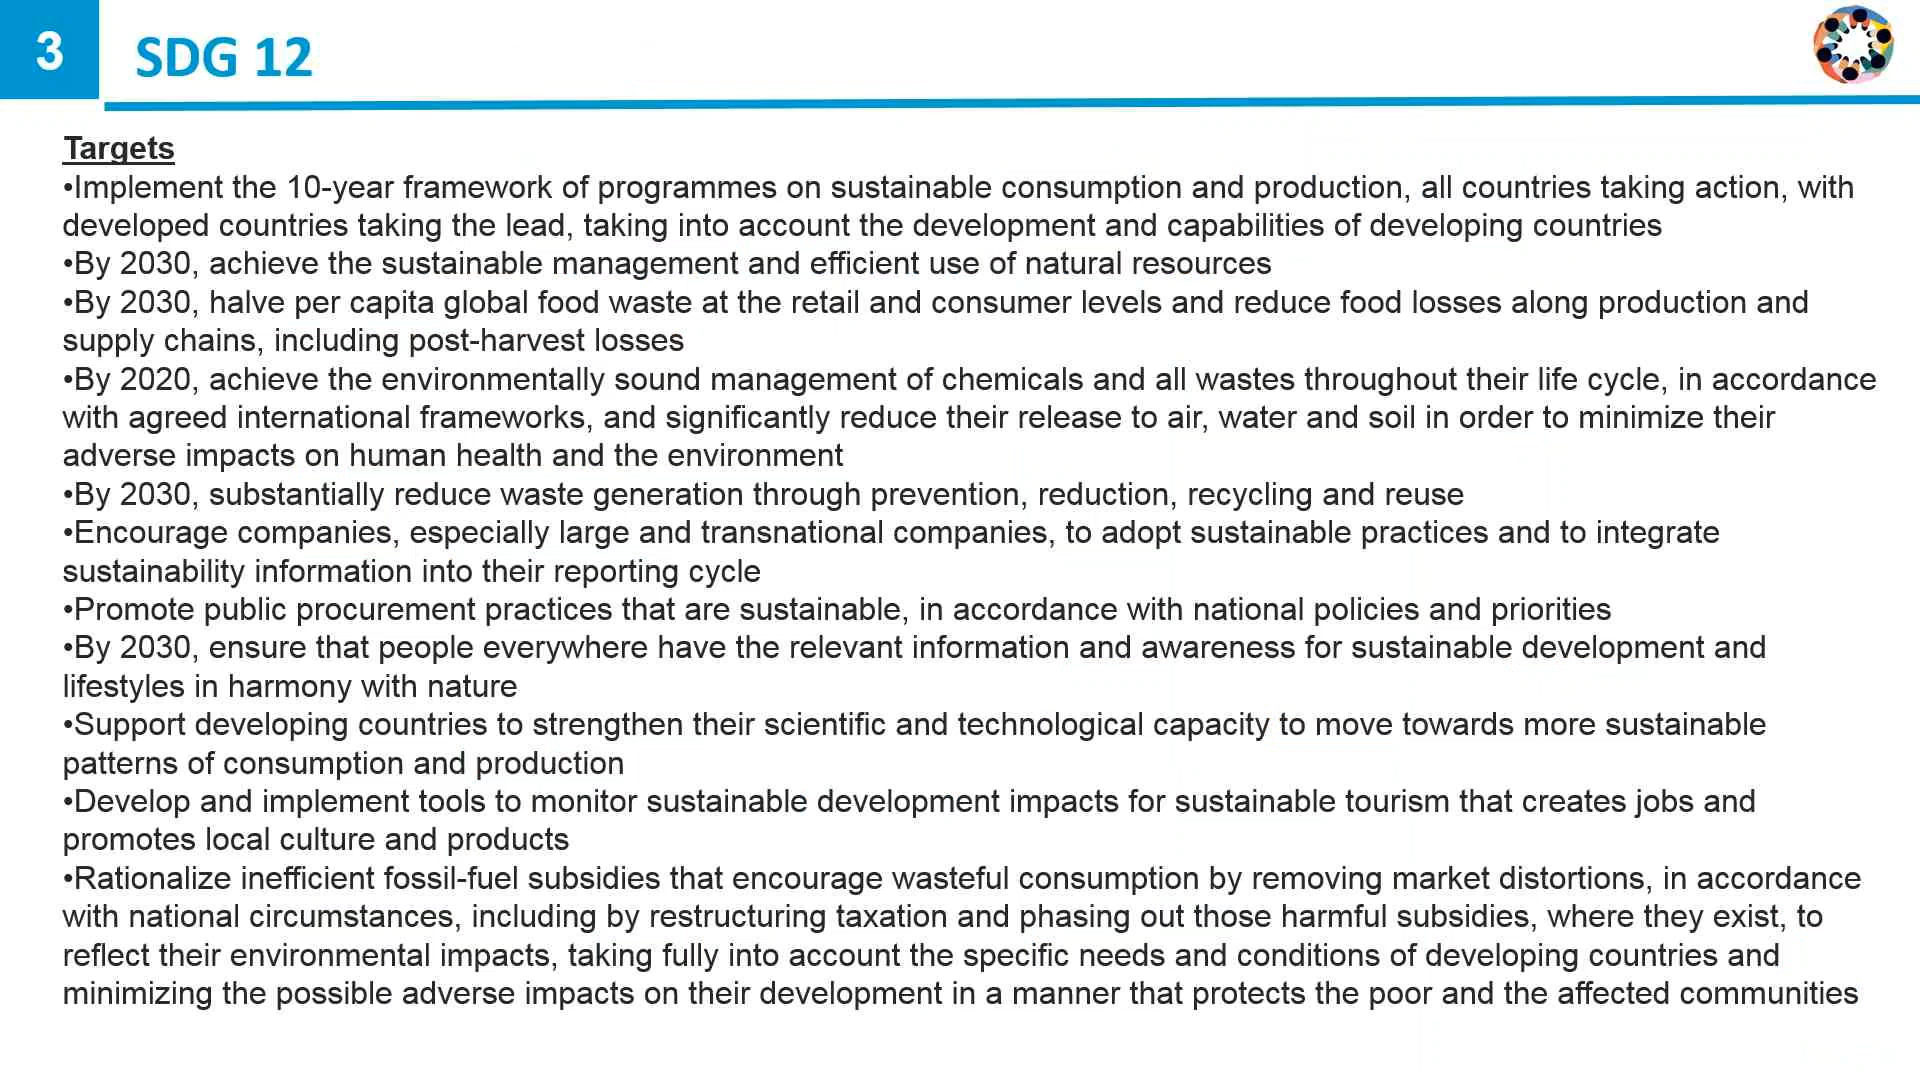 3
SDG 12
Targets
•Implement the 10-year framework of programmes on sustainable consumption and production, all countries taking action, with
developed countries taking the lead, taking into account the development and capabilities of developing countries
•By 2030, achieve the sustainable management and efficient use of natural resources
•By 2030, halve per capita global food waste at the retail and consumer levels and reduce food losses along production and
supply chains, including post-harvest losses
•By 2020, achieve the environmentally sound management of chemicals and all wastes throughout their life cycle, in accordance
with agreed international frameworks, and significantly reduce their release to air, water and soil in order to minimize their
adverse impacts on human health and the environment
•By 2030, substantially reduce waste generation through prevention, reduction, recycling and reuse
•Encourage companies, especially large and transnational companies, to adopt sustainable practices and to integrate
sustainability information into their reporting cycle
•Promote public procurement practices that are sustainable, in accordance with national policies and priorities
•By 2030, ensure that people everywhere have the relevant information and awareness for sustainable development and
lifestyles in harmony with nature
•Support developing countries to strengthen their scientific and technological capacity to move towards more sustainable
patterns of consumption and production
•Develop and implement tools to monitor sustainable development impacts for sustainable tourism that creates jobs and
promotes local culture and products
•Rationalize inefficient fossil-fuel subsidies that encourage wasteful consumption by removing market distortions, in accordance
with national circumstances, including by restructuring taxation and phasing out those harmful subsidies, where they exist, to
reflect their environmental impacts, taking fully into account the specific needs and conditions of developing countries and
minimizing the possible adverse impacts on their development in a manner that protects the poor and the affected communities